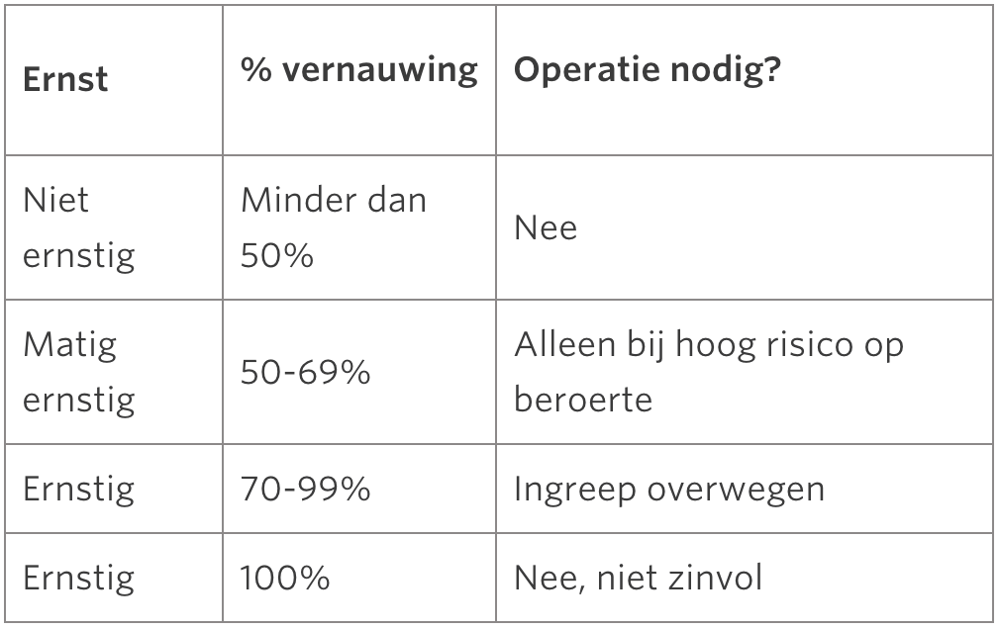 Ernst
% vernauwing
Operatie nodig?
Niet
ernstig
Minder dan
50%
Nee
Matig
ernstig
50-69%
Alleen bij hoog risico op
beroerte
Ernstig
70-99%
Ingreep overwegen
Ernstig
100%
Nee, niet zinvol